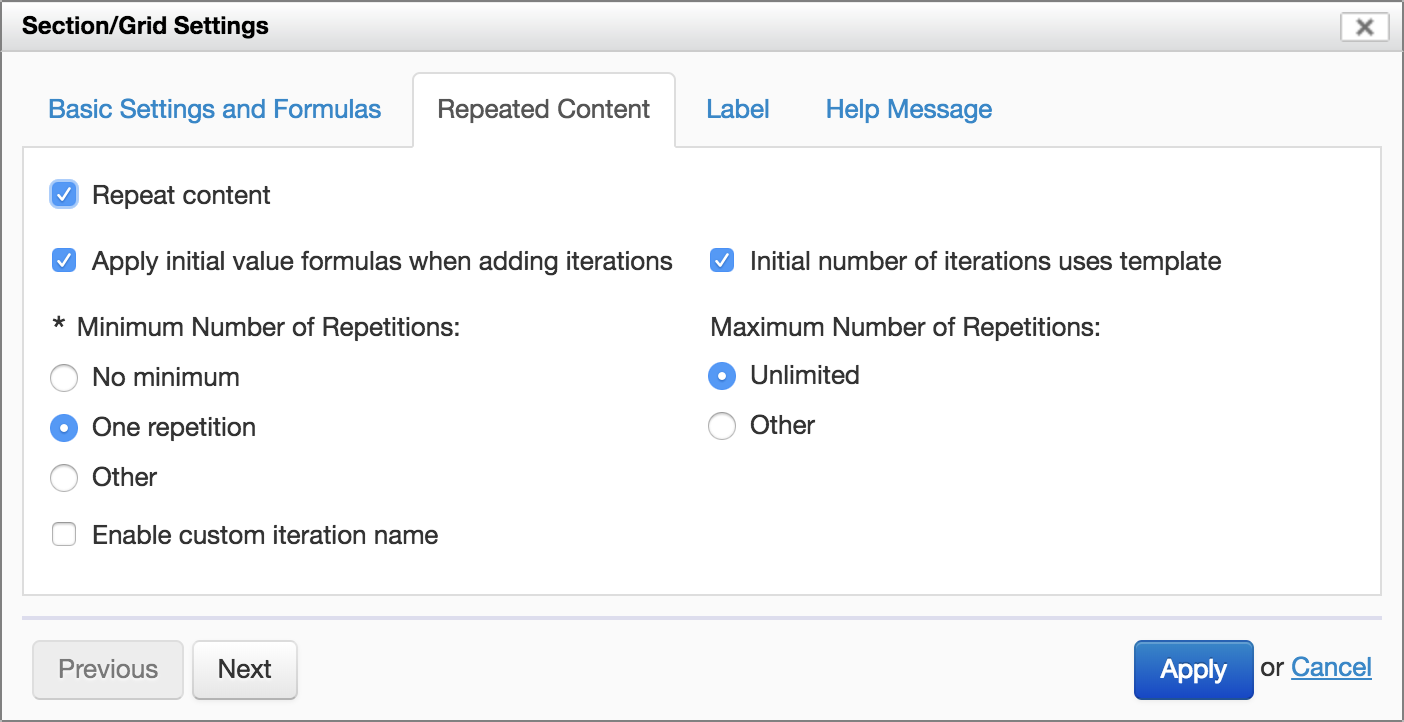 Section/Grid Settings
Basic Settings and Formulas Repeated Content Label Help Message
Repeat content
Apply initial value formulas when adding iterations Initial number of iterations uses template
* Minimum Number of Repetitions: Maximum Number of Repetitions:
No minimum Unlimited
One repetition Other
Other
Enable custom iteration name
Previous Next Apply or Cancel